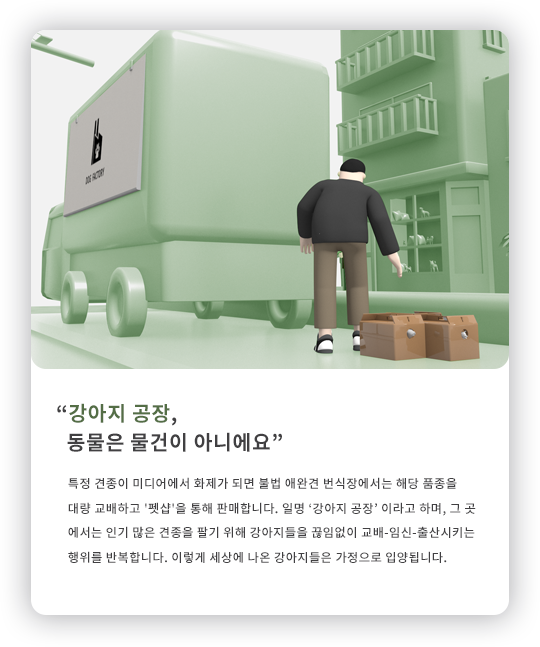 DOG FACTORY
“강아지 공장,
동물은 물건이 아니에요”
특정 견종이 미디어에서 화제가 되면 불법 애완견 번식장에서는 해당 품종을
대량 교배하고 '펫샵'을 통해 판매합니다. 일명 ‘강아지 공장’ 이라고 하며, 그 곳
에서는 인기 많은 견종을 팔기 위해 강아지들을 끊임없이 교배-임신-출산시키는
행위를 반복합니다. 이렇게 세상에 나온 강아지들은 가정으로 입양됩니다.